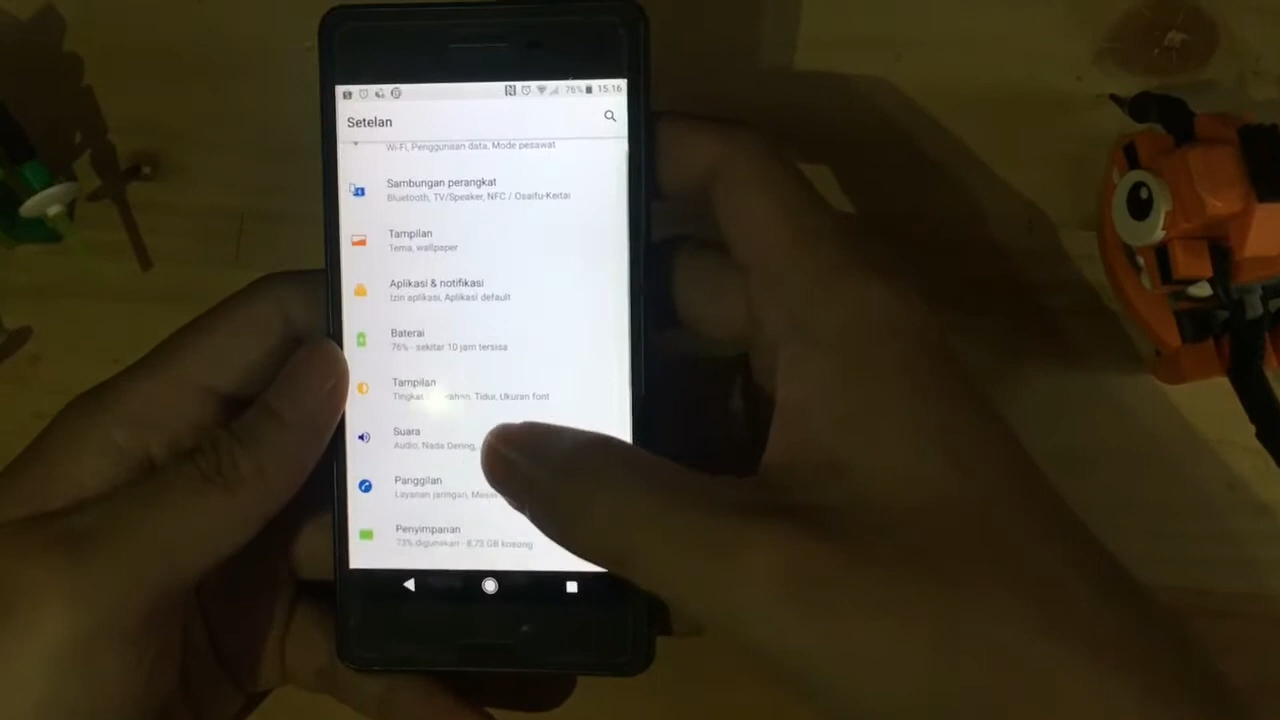 76% 15.16
Setelan
Wi-Fi, Penggunaan data, Mode pesawat
Sambungan perangkat
Bluetooth, TV/Speaker, NFC / Osaifu-Keitai
Tampilan
Tema, wallpaper
Aplikasi & notifikasi
Izin aplikasi, Aplikasi default
Baterai
76% - sekitar 10 jam tersisa
Tampilan
Tingkat Tidur, Ukuran font
Suara
Audio, Nada Dering,
Panggilan
Layanan jaringan,
Penyimpanan
73% digunakan - 8,73 GB kosong